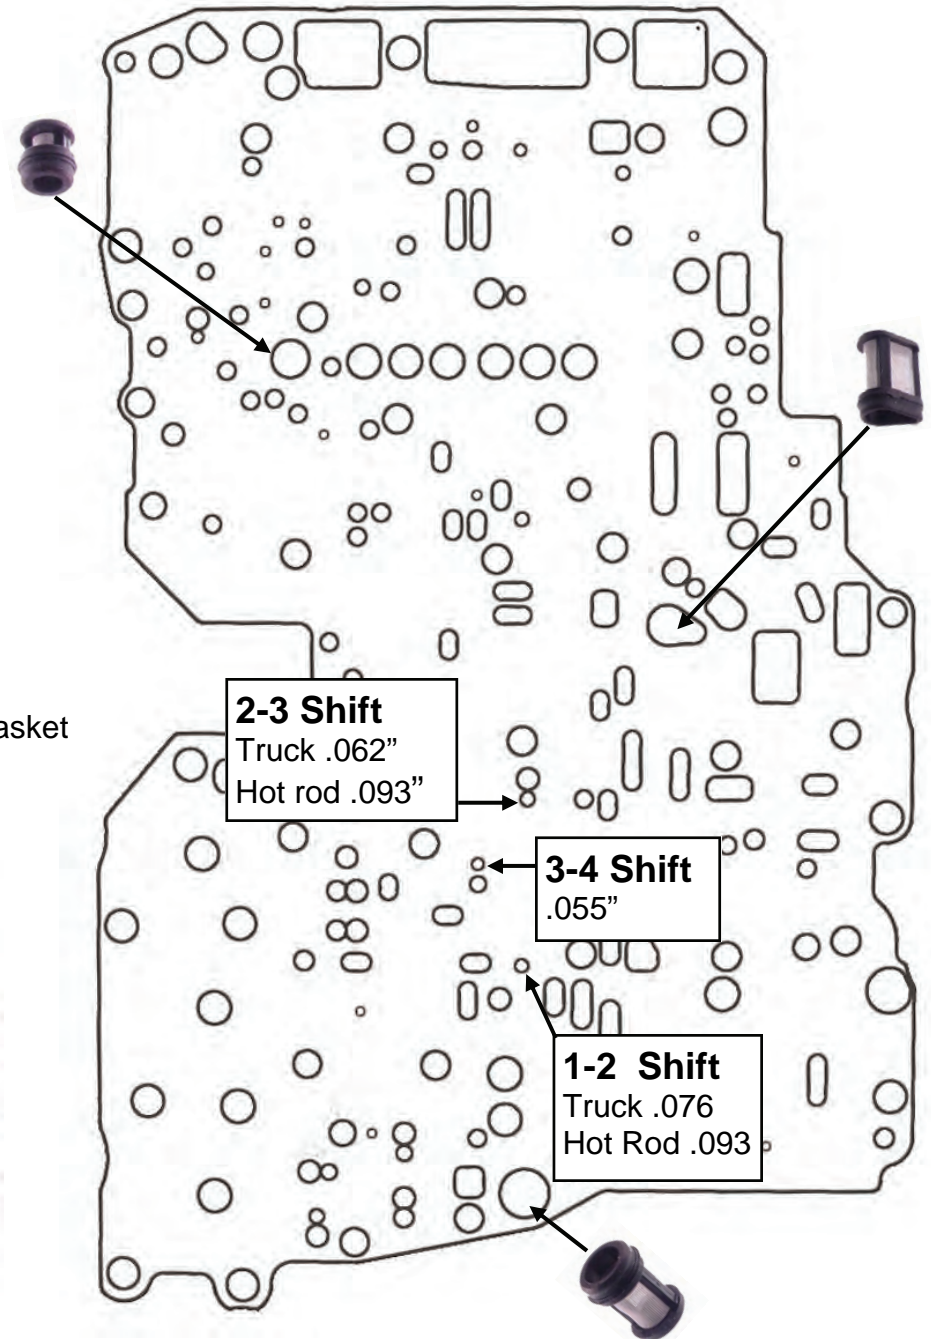 asket
2-3 Shift
Truck .062”
Hot rod .093”
3-4 Shift
.055”
1-2 Shift
Truck .076
Hot Rod .093